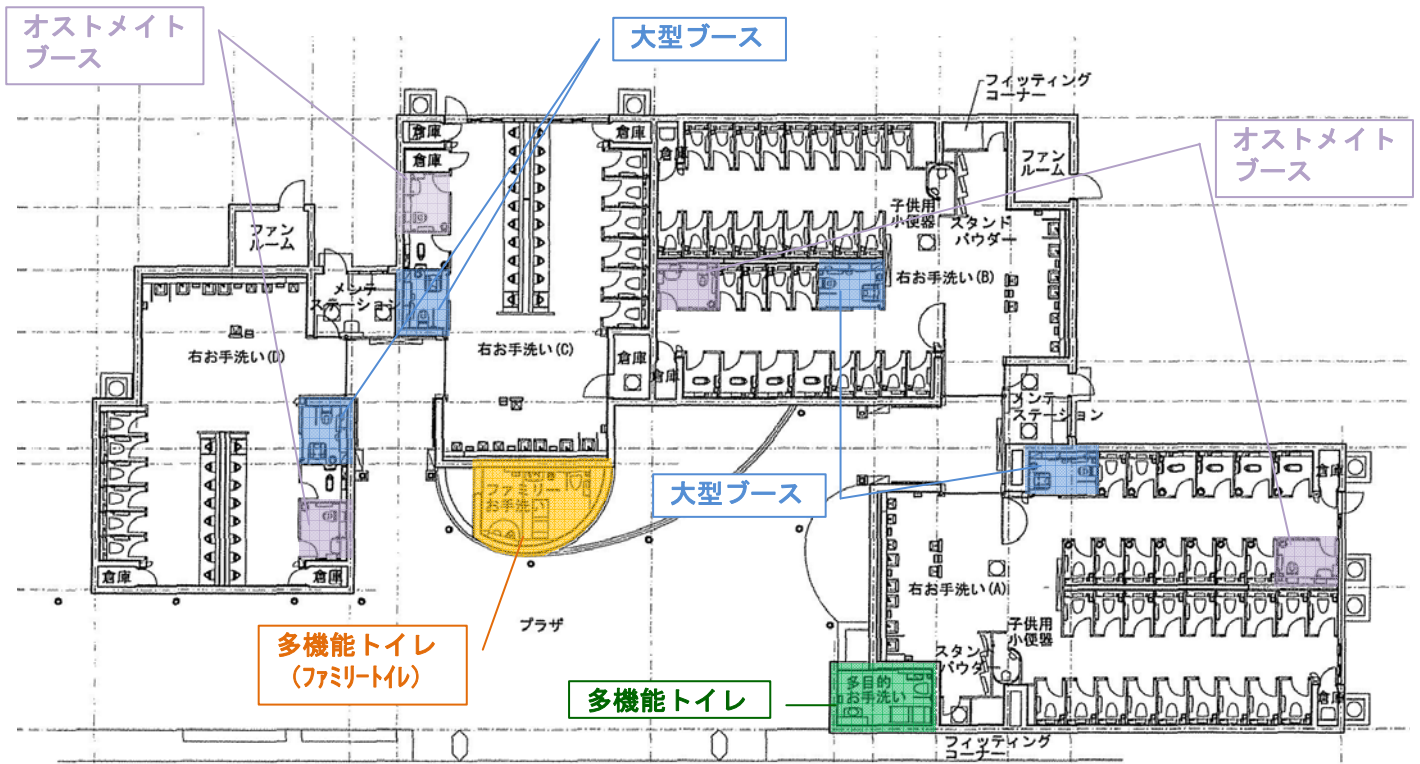 オストメイト
ブース
大型ブース
フィッティング
コーナー
オストメイト
ブース
倉庫
倉庫
倉庫
倉庫
ファン
ルーム
子供用
小便器
スタンド
パウダー
ファン
ルーム
メンテ
ステーション
右お手洗い(B)
右お手洗い(D)
右お手洗い(C)
倉庫
倉庫
メンテ
ステーション
大型ブース
ファミリー
お手洗い
倉庫
倉庫
倉庫
右お手洗い(A)
プラザ
子供用
小便器
スタンド
パウダー
多機能トイレ
(ファミリートイレ)
多機能トイレ
多目的
お手洗い
倉庫
フィッティング
コーナー